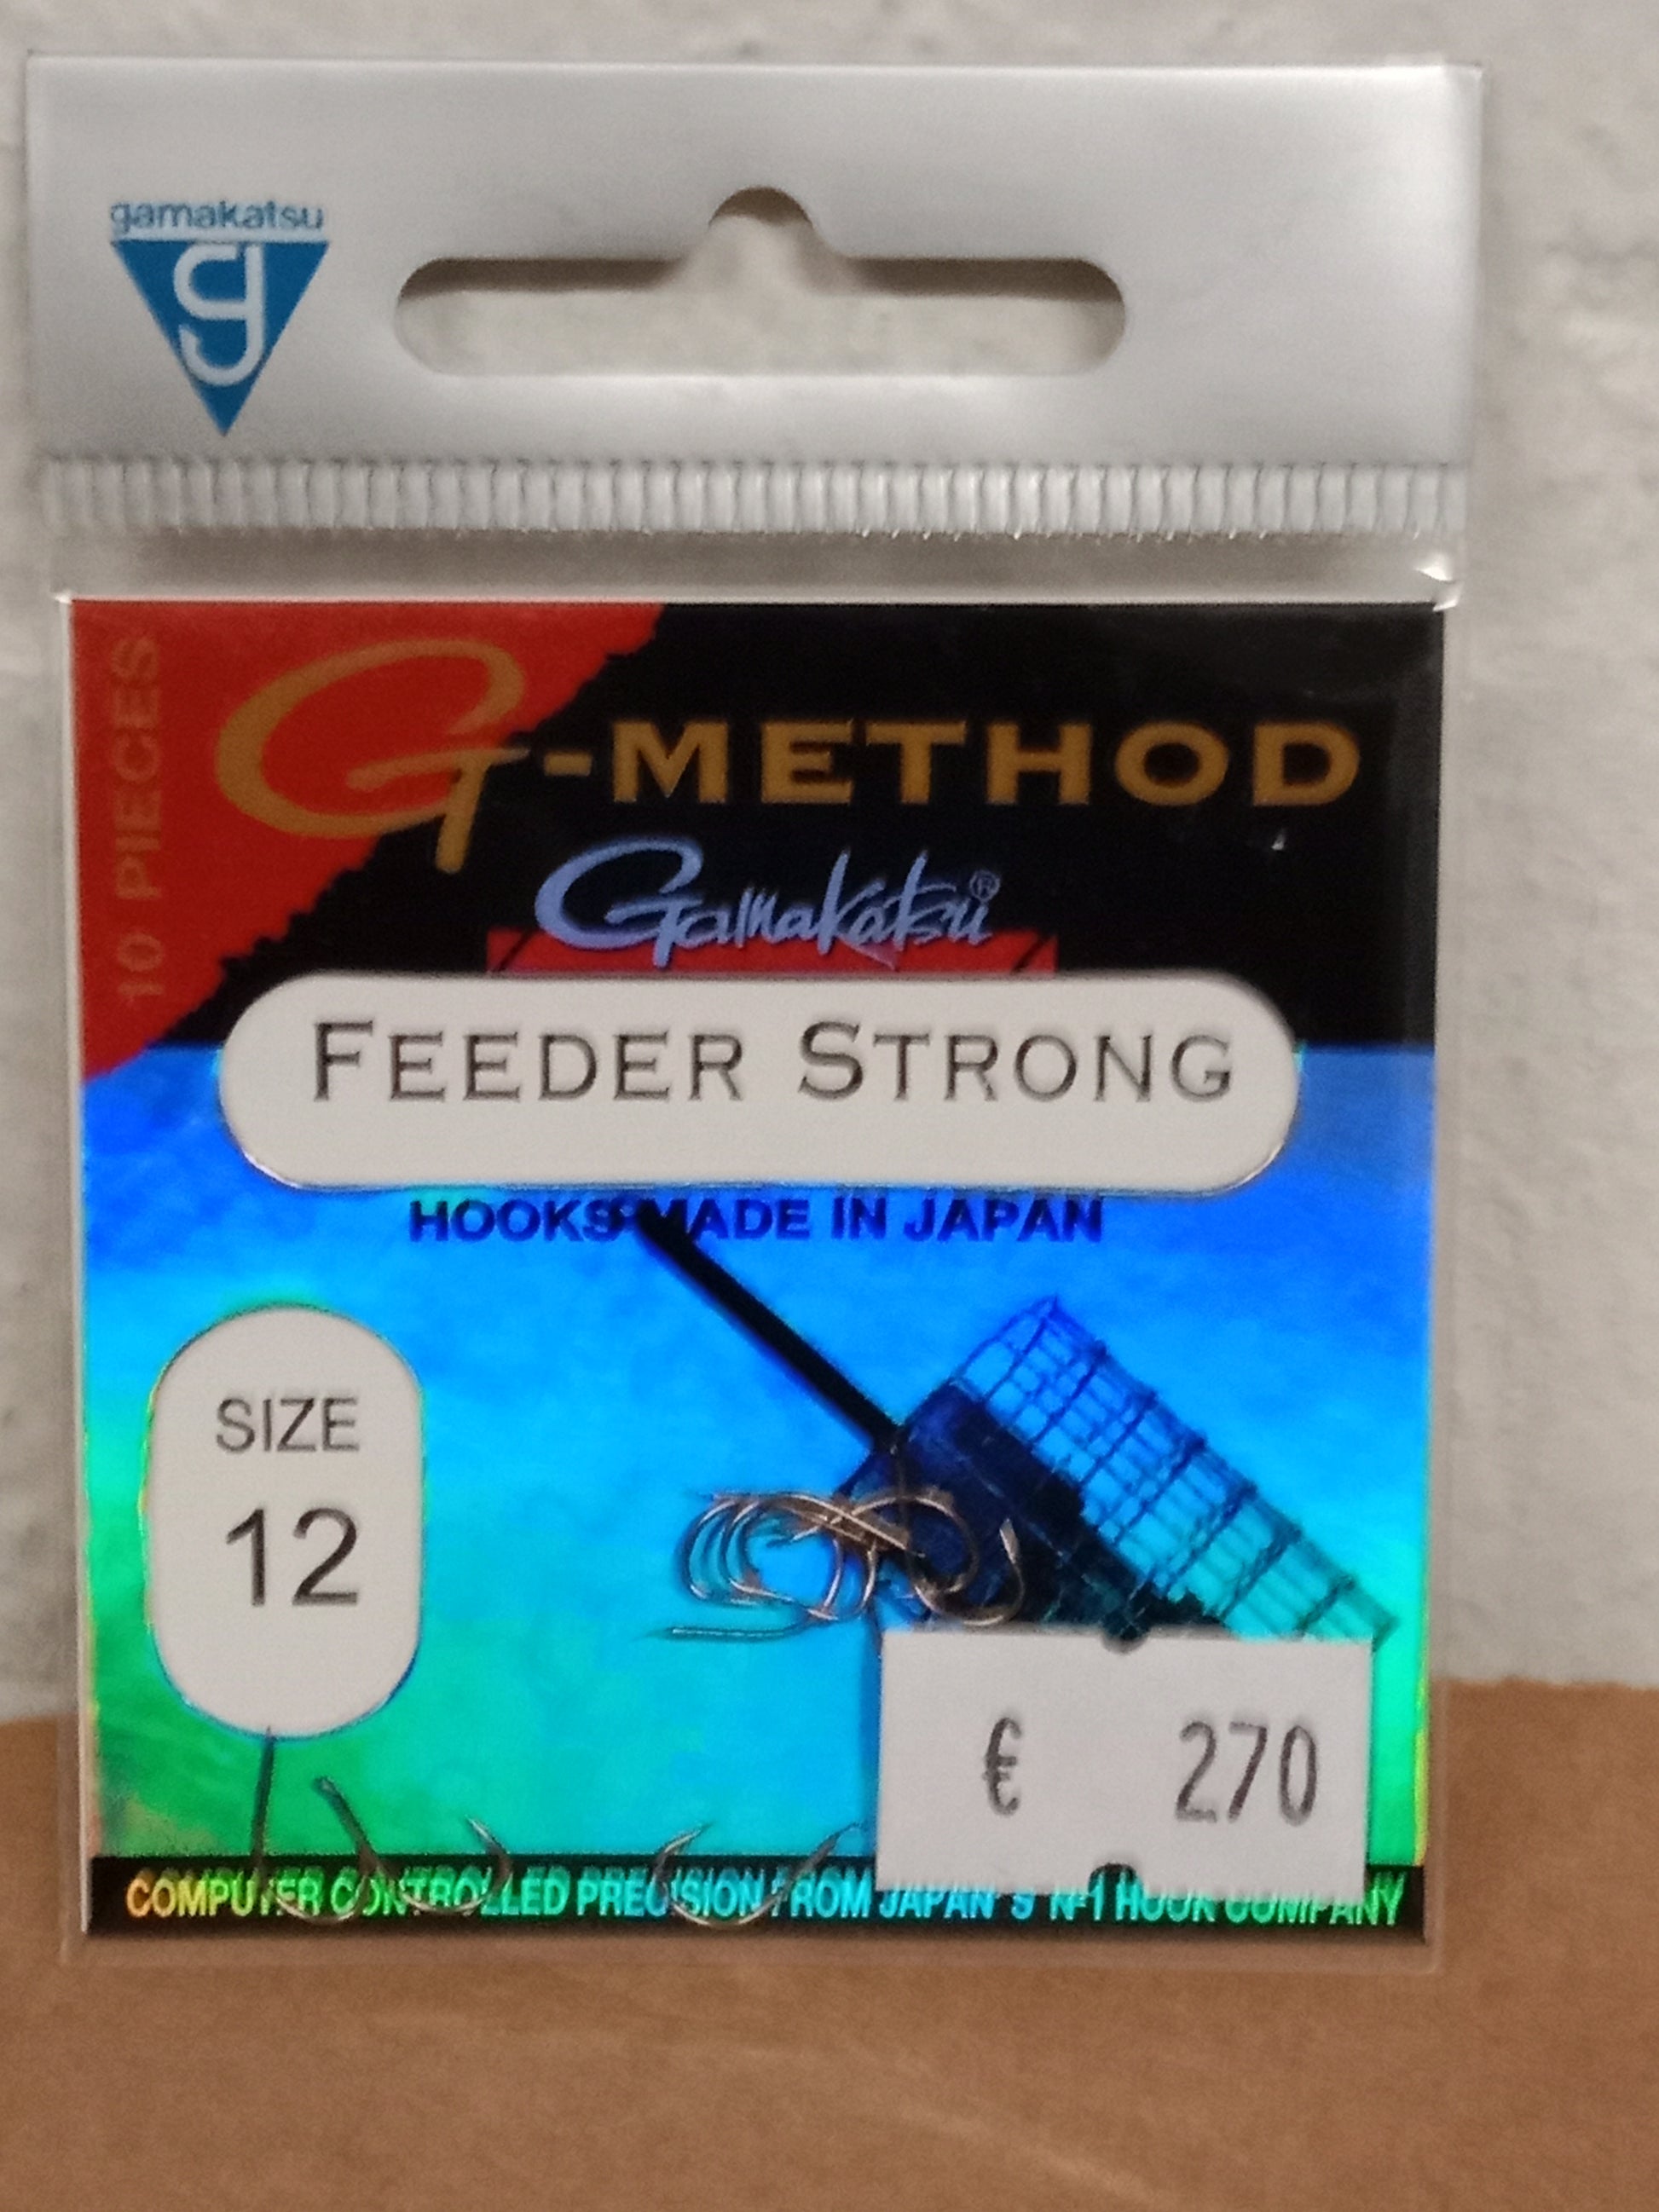 gamakatsu
g
10 PIECES
G-METHOD
Gamakatsu®
FEEDER STRONG
HOOKS MADE IN JAPAN
SIZE
12
€ 270
COMPUTER CONTROLLED PRECISION FROM JAPAN'S Nº1 HOOK COMPANY